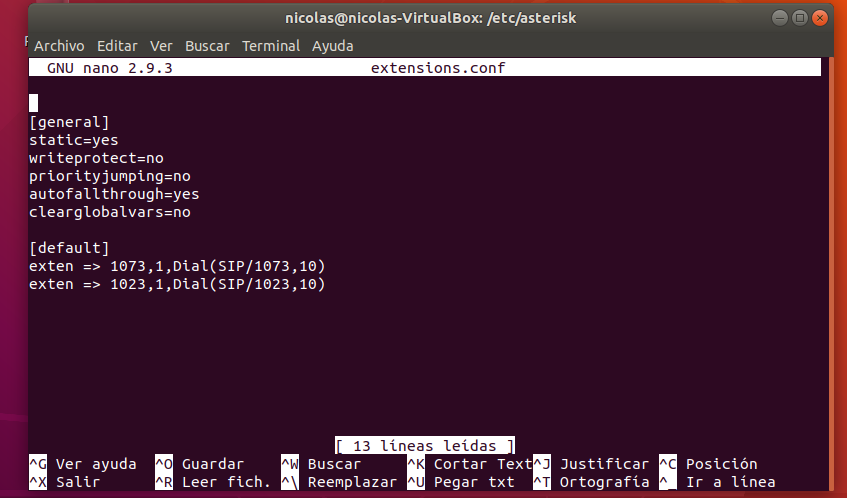 nicolas@nicolas-VirtualBox: /etc/asterisk
Archivo Editar Ver Buscar Terminal Ayuda
GNU nano 2.9.3 extensions.conf
[general]
static=yes
writeprotect=no
priorityjumping=no
autofallthrough=yes
clearglobalvars=no
[default]
exten => 1073,1,Dial(SIP/1073,10)
exten => 1023,1,Dial(SIP/1023,10)
[ 13 líneas leídas ]
^G Ver ayuda ^O Guardar ^W Buscar ^K Cortar Text ^J Justificar ^C Posición
^X Salir ^R Leer fich. ^\ Reemplazar ^U Pegar txt ^T Ortografía ^_ Ir a línea